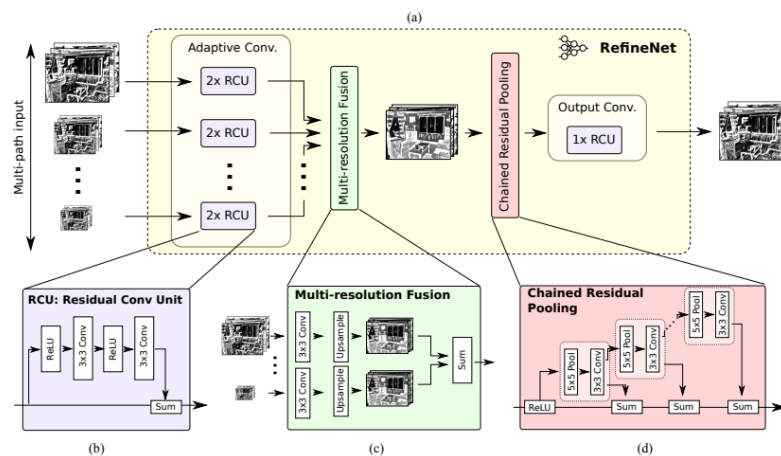 (a)
Multi-path input
Adaptive Conv.
2x RCU
2x RCU
2x RCU
Multi-resolution Fusion
Chained Residual Pooling
RefineNet
Output Conv.
1x RCU
RCU: Residual Conv Unit
ReLU
3x3 Conv
ReLU
3x3 Conv
Sum
(b)
Multi-resolution Fusion
3x3 Conv
Upsample
3x3 Conv
Upsample
Sum
(c)
Chained Residual
Pooling
ReLU
5x5 Pool
3x3 Conv
5x5 Pool
3x3 Conv
5x5 Pool
3x3 Conv
Sum
Sum
Sum
(d)